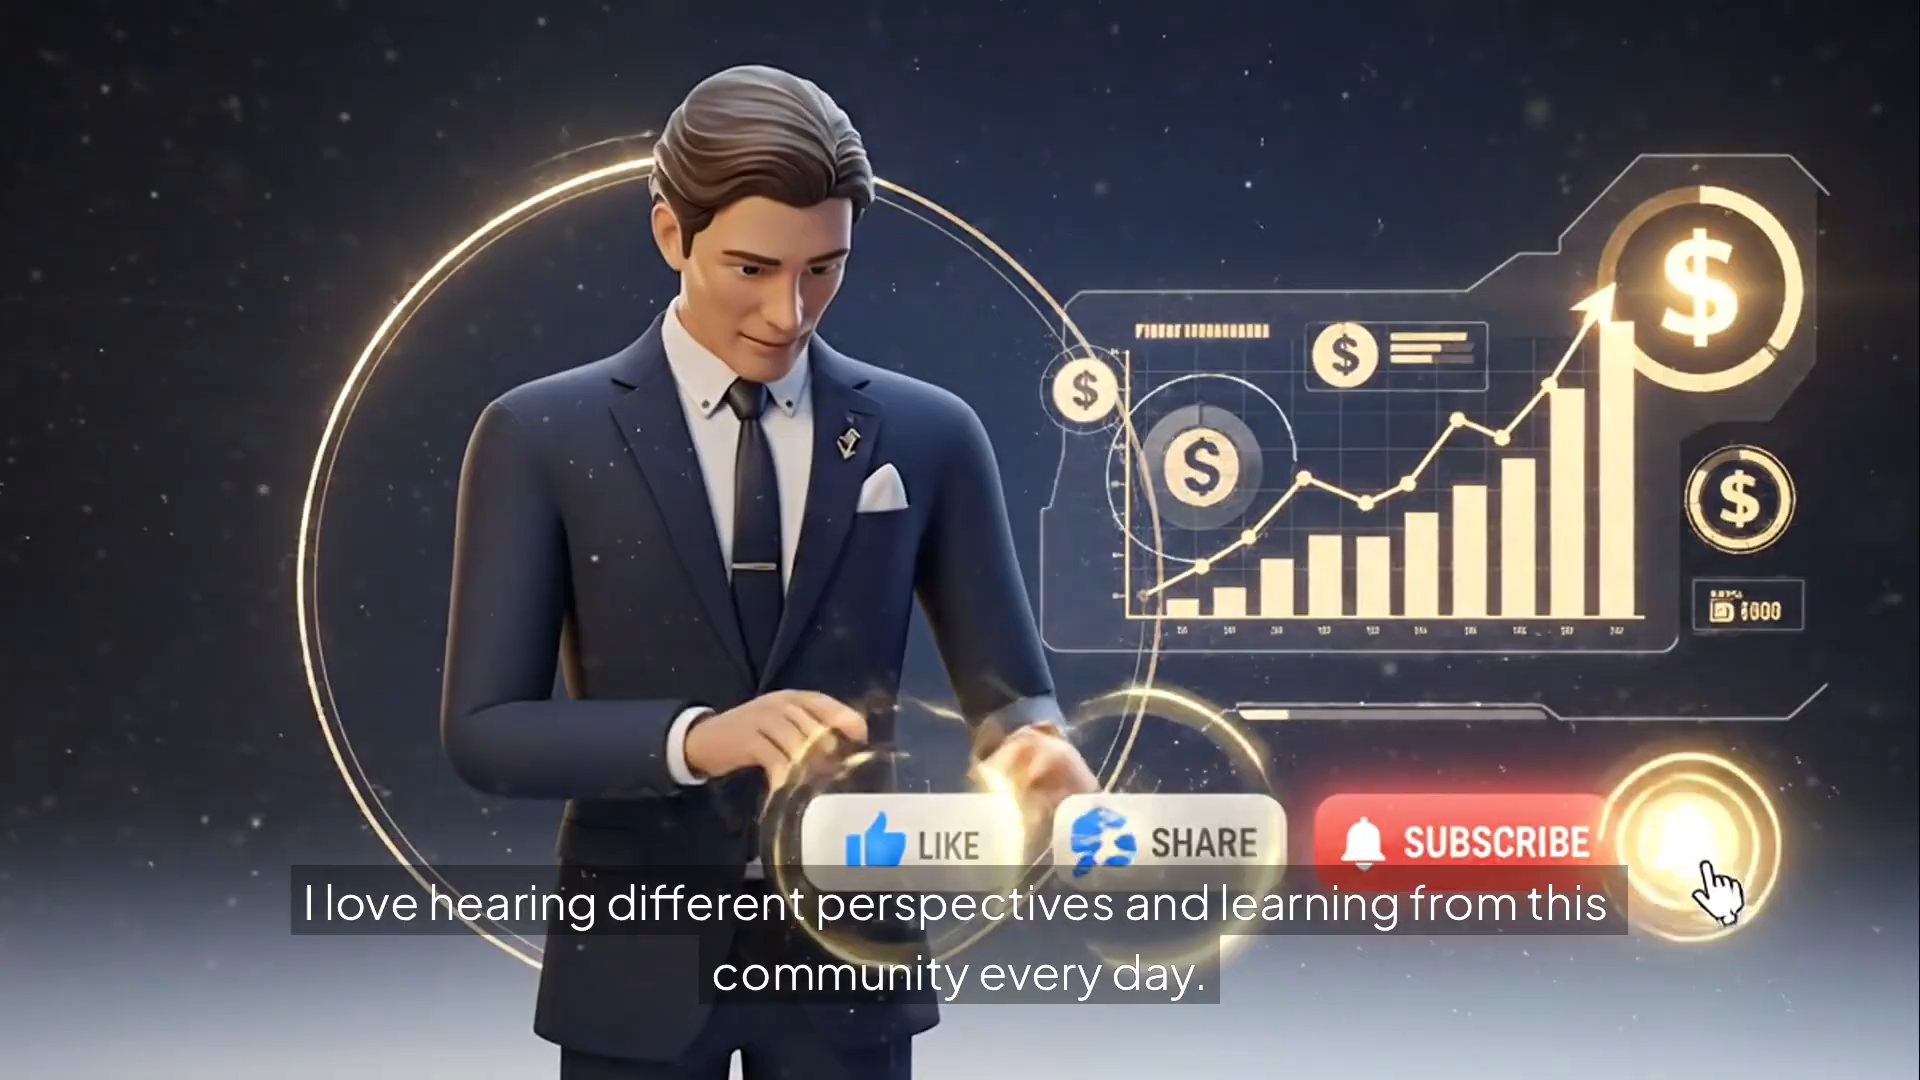 $
$
$
$
$
LIKE
SHARE
SUBSCRIBE
I love hearing different perspectives and learning from this
community every day.